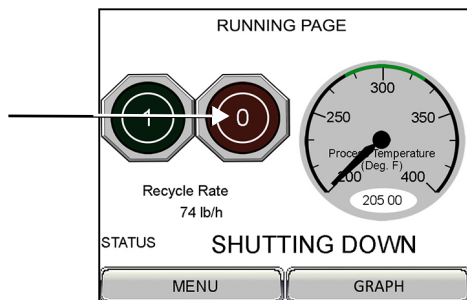 RUNNING PAGE
1
0
300
250
350
Process Temperature
(Deg. F)
200
400
205 00
Recycle Rate
74 lb/h
STATUS
SHUTTING DOWN
MENU
GRAPH